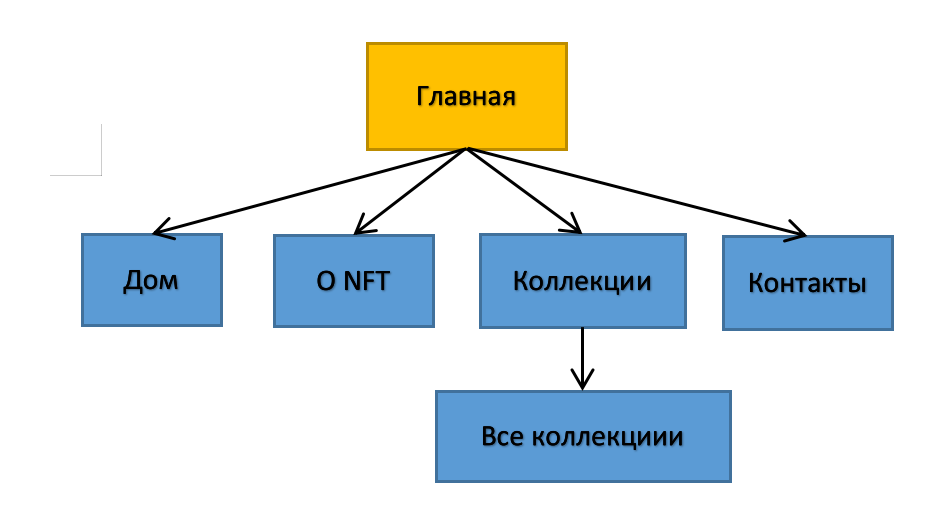 Главная
Дом
О NFT
Коллекции
Контакты
Все коллекциии